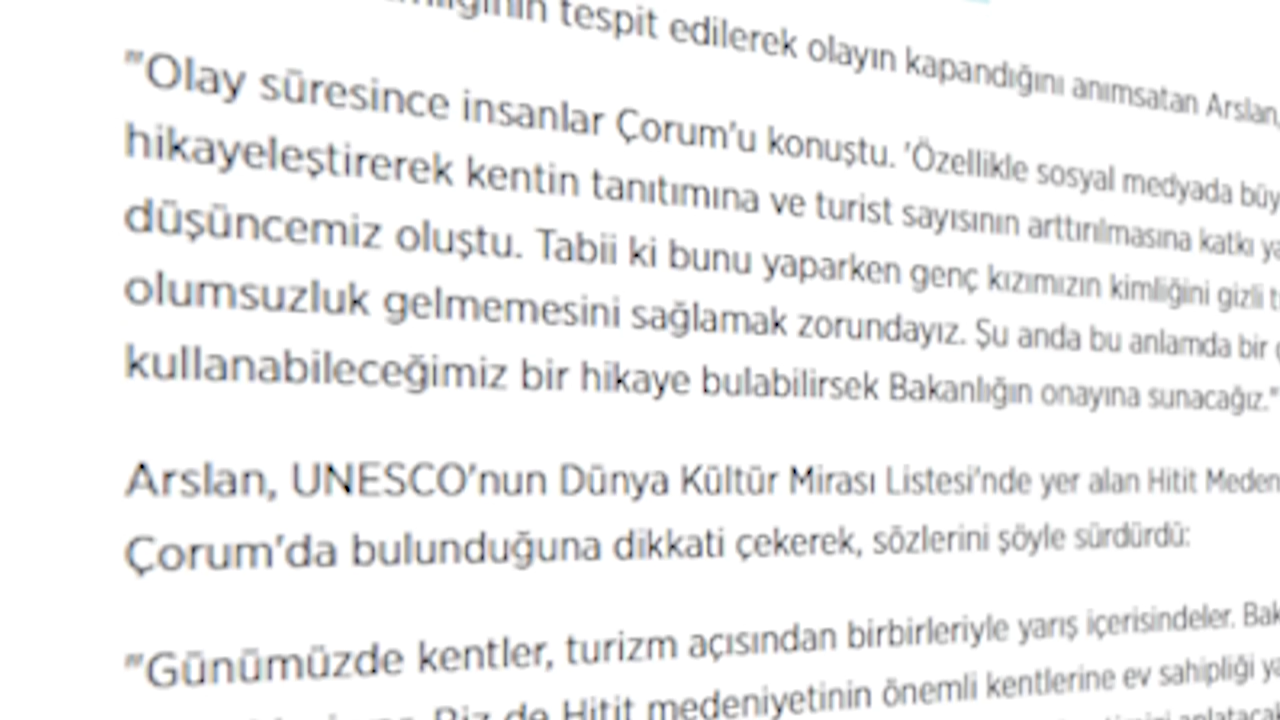 tespit edilerek olayın kapandığını anımsatan Arslan,
"Olay süresince insanlar Çorum'u konuştu. 'Özellikle sosyal medyada
hikayeleştirerek kentin tanıtımına ve turist sayısının arttırılmasına katkı
düşüncemiz oluştu. Tabii ki bunu yaparken genç kızımızın kimliğini gizli
olumsuzluk gelmemesini sağlamak zorundayız. Şu anda bu anlamda bir
kullanabileceğimiz bir hikaye bulabilirsek Bakanlığın onayına sunacağız."
Arslan, UNESCO'nun Dünya Kültür Mirası Listesi'nde yer alan Hitit
Çorum'da bulunduğuna dikkati çekerek, sözlerini şöyle sürdürdü:
"Günümüzde kentler, turizm açısından birbirleriyle yarış içerisindeler.
Biz de Hitit medeniyetinin önemli kentlerine ev sahipliği